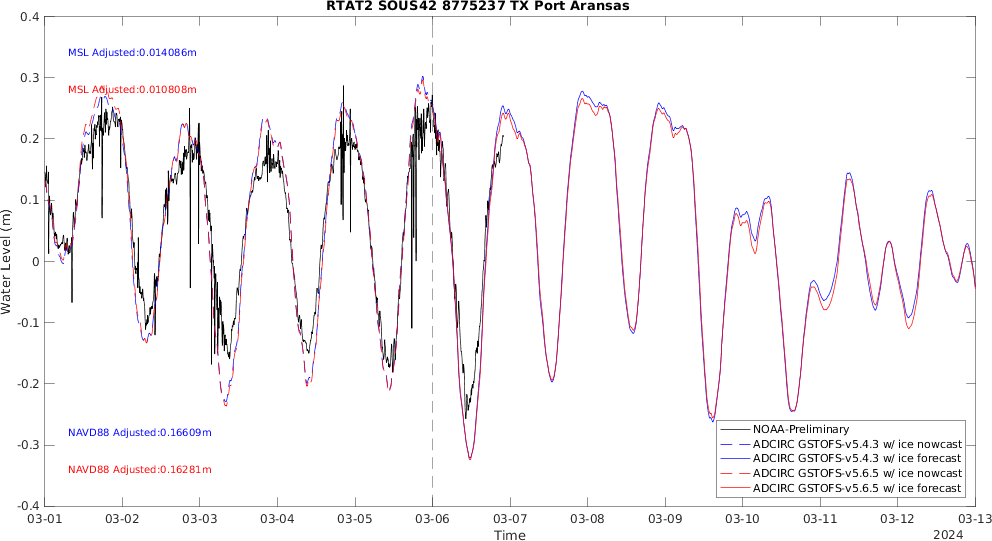 RTAT2 SOUS42 8775237 TX Port Aransas
0.4
0.3
0.2
0.1
0
-0.1
-0.2
-0.3
-0.4
Water Level (m)
MSL Adjusted:0.014086m
MSL Adjusted:0.010808m
NAVD88 Adjusted:0.16609m
NAVD88 Adjusted:0.16281m
NOAA-Preliminary
ADCIRC GSTOFS-v5.4.3 w/ ice nowcast
ADCIRC GSTOFS-v5.4.3 w/ ice forecast
ADCIRC GSTOFS-v5.6.5 w/ ice nowcast
ADCIRC GSTOFS-v5.6.5 w/ ice forecast
03-01 03-02 03-03 03-04 03-05 03-06 03-07 03-08 03-09 03-10 03-11 03-12 03-13
Time
2024